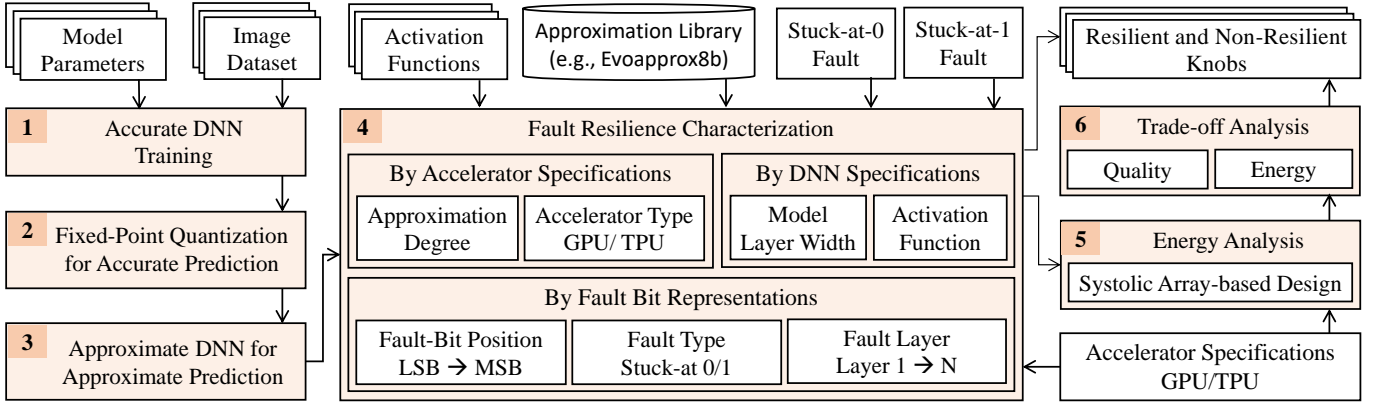 Model
Parameters
Image
Dataset
Activation
Functions
Approximation Library
(e.g., Evoapprox8b)
Stuck-at-0
Fault
Stuck-at-1
Fault
Resilient and Non-Resilient
Knobs
1
Accurate DNN
Training
2
Fixed-Point Quantization
for Accurate Prediction
3
Approximate DNN for
Approximate Prediction
4
Fault Resilience Characterization
By Accelerator Specifications
Approximation
Degree
Accelerator Type
GPU/ TPU
By DNN Specifications
Model
Layer Width
Activation
Function
By Fault Bit Representations
Fault-Bit Position
LSB → MSB
Fault Type
Stuck-at 0/1
Fault Layer
Layer 1 → N
6
Trade-off Analysis
Quality
Energy
5
Energy Analysis
Systolic Array-based Design
Accelerator Specifications
GPU/TPU